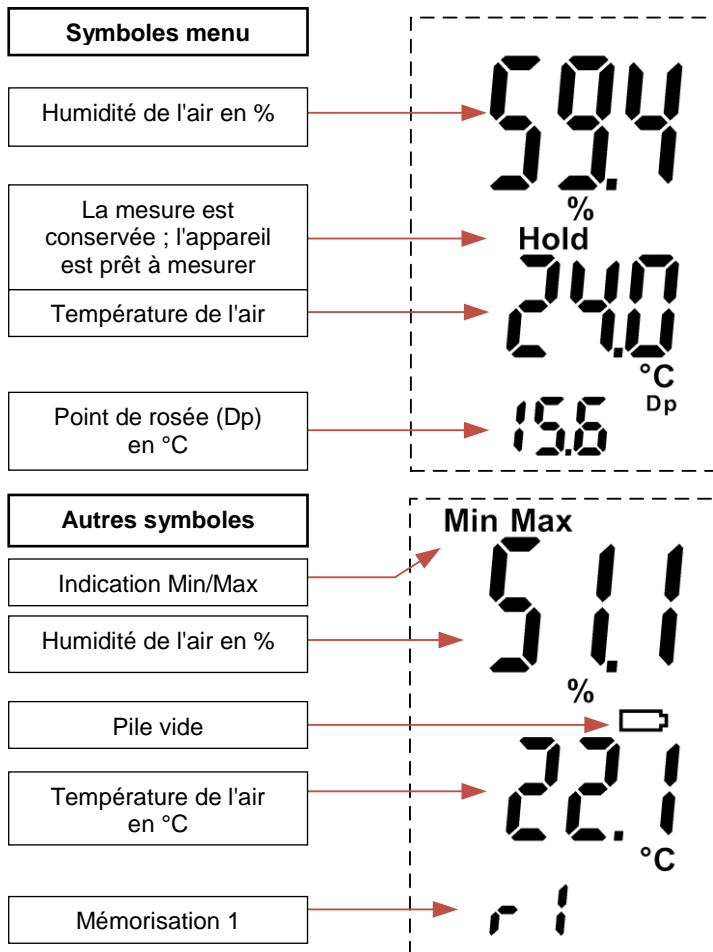 Symboles menu
Humidité de l'air en %
La mesure est
conservée ; l'appareil
est prêt à mesurer
Température de l'air
Point de rosée (Dp)
en °C
59.4
%
Hold
24.0
°C
Dp
15.6
Autres symboles
Indication Min/Max
Humidité de l'air en %
Pile vide
Température de l'air
en °C
Mémorisation 1
Min Max
51.1
%
22.1
°C
r1